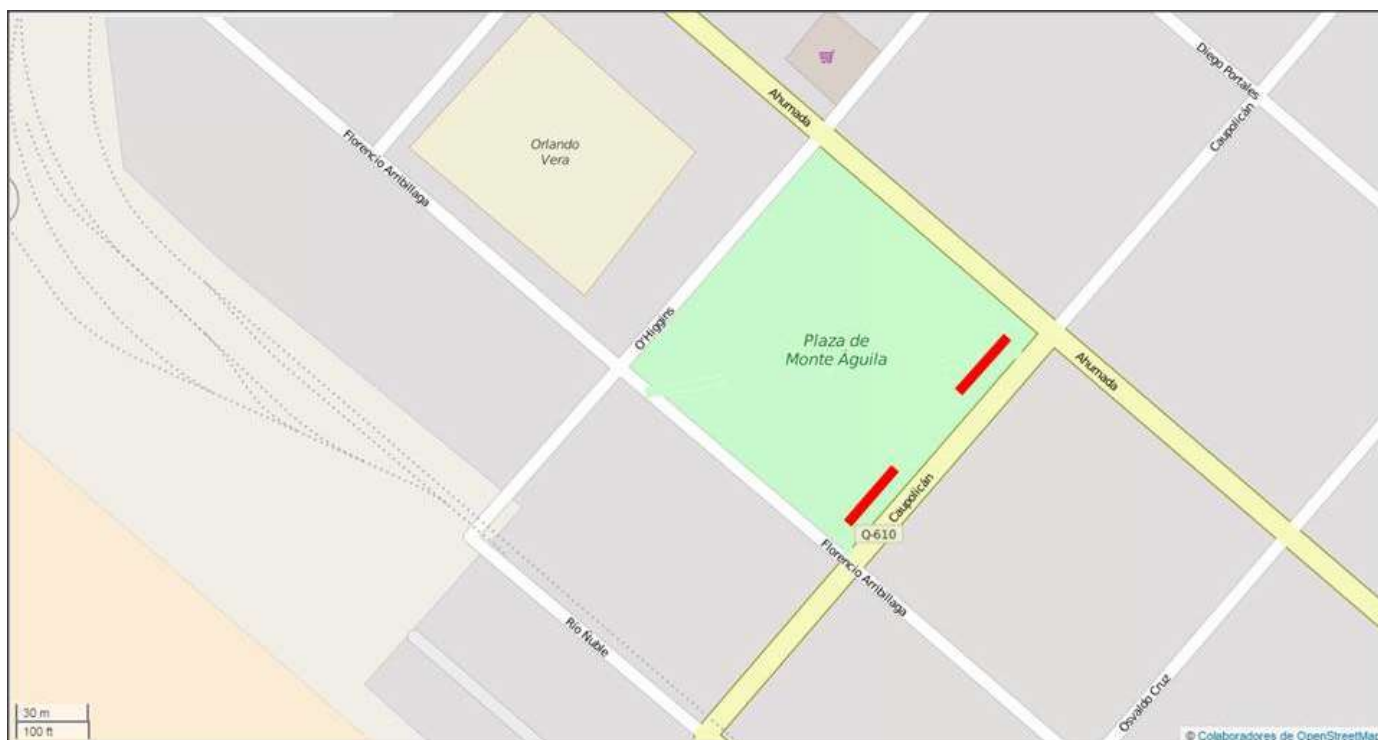 Diego Portales
Ahumada
Caupolicán
Orlando
Vera
Florencio Arribillaga
O'Higgins
Plaza de
Monte Águila
Ahumada
Caupolicán
Q-610
Florencio Arribillaga
Río Ñuble
Osvaldo Cruz
30 m
100 ft
© Colaboradores de OpenStreetMap